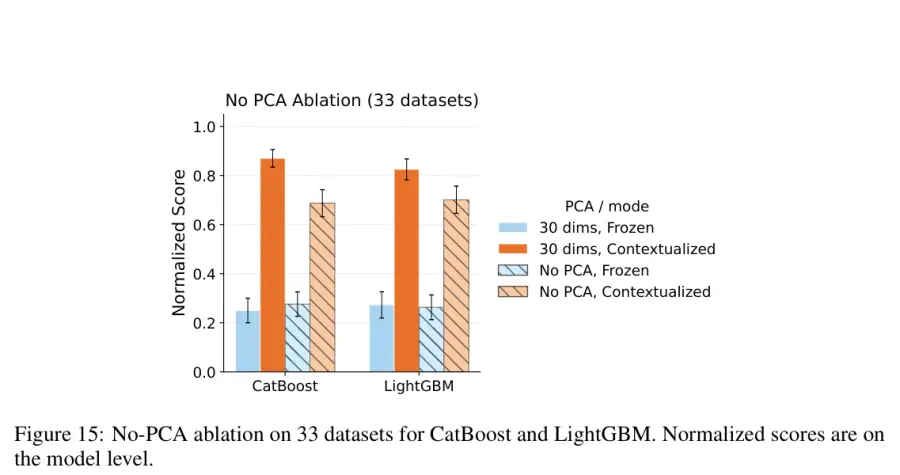 No PCA Ablation (33 datasets)
Normalized Score
1.0
0.8
0.6
0.4
0.2
0.0
CatBoost
LightGBM
PCA / mode
30 dims, Frozen
30 dims, Contextualized
No PCA, Frozen
No PCA, Contextualized
Figure 15: No-PCA ablation on 33 datasets for CatBoost and LightGBM. Normalized scores are on
the model level.